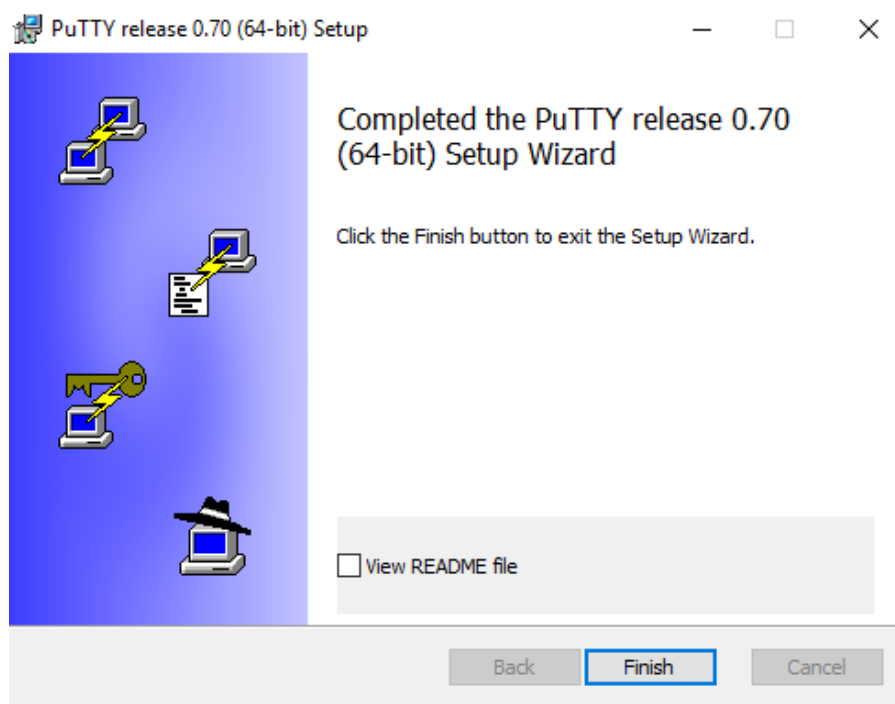 PuTTY release 0.70 (64-bit) Setup
Completed the PuTTY release 0.70
(64-bit) Setup Wizard
Click the Finish button to exit the Setup Wizard.
View README file
Back
Finish
Cancel